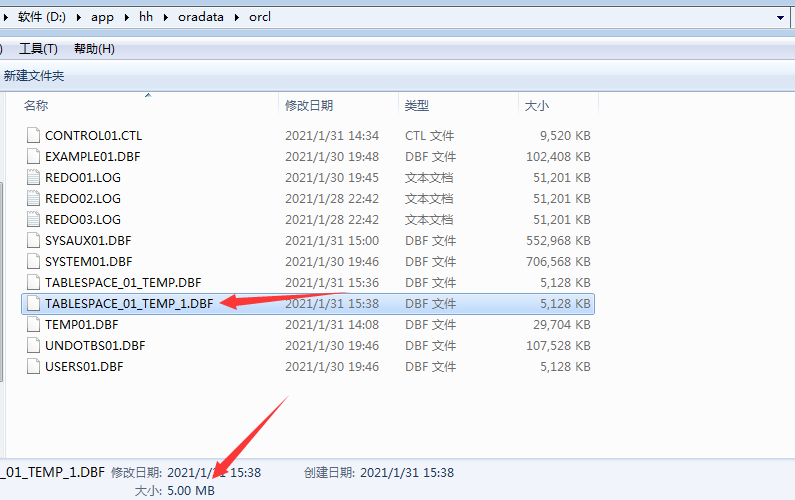 软件 (D:) app hh oradata orcl
) 工具(T) 帮助(H)
新建文件夹
名称 修改日期 类型 大小
CONTROL01.CTL 2021/1/31 14:34 CTL 文件 9,520 KB
EXAMPLE01.DBF 2021/1/30 19:48 DBF 文件 102,408 KB
REDO01.LOG 2021/1/30 19:45 文本文档 51,201 KB
REDO02.LOG 2021/1/28 22:42 文本文档 51,201 KB
REDO03.LOG 2021/1/28 22:42 文本文档 51,201 KB
SYSAUX01.DBF 2021/1/31 15:00 DBF 文件 552,968 KB
SYSTEM01.DBF 2021/1/30 19:46 DBF 文件 706,568 KB
TABLESPACE_01_TEMP.DBF 2021/1/31 15:36 DBF 文件 5,128 KB
TABLESPACE_01_TEMP_1.DBF 2021/1/31 15:38 DBF 文件 5,128 KB
TEMP01.DBF 2021/1/31 14:08 DBF 文件 29,704 KB
UNDOTBS01.DBF 2021/1/30 19:46 DBF 文件 107,528 KB
USERS01.DBF 2021/1/30 19:46 DBF 文件 5,128 KB
_01_TEMP_1.DBF 修改日期: 2021/1/31 15:38 创建日期: 2021/1/31 15:38
大小: 5.00 MB